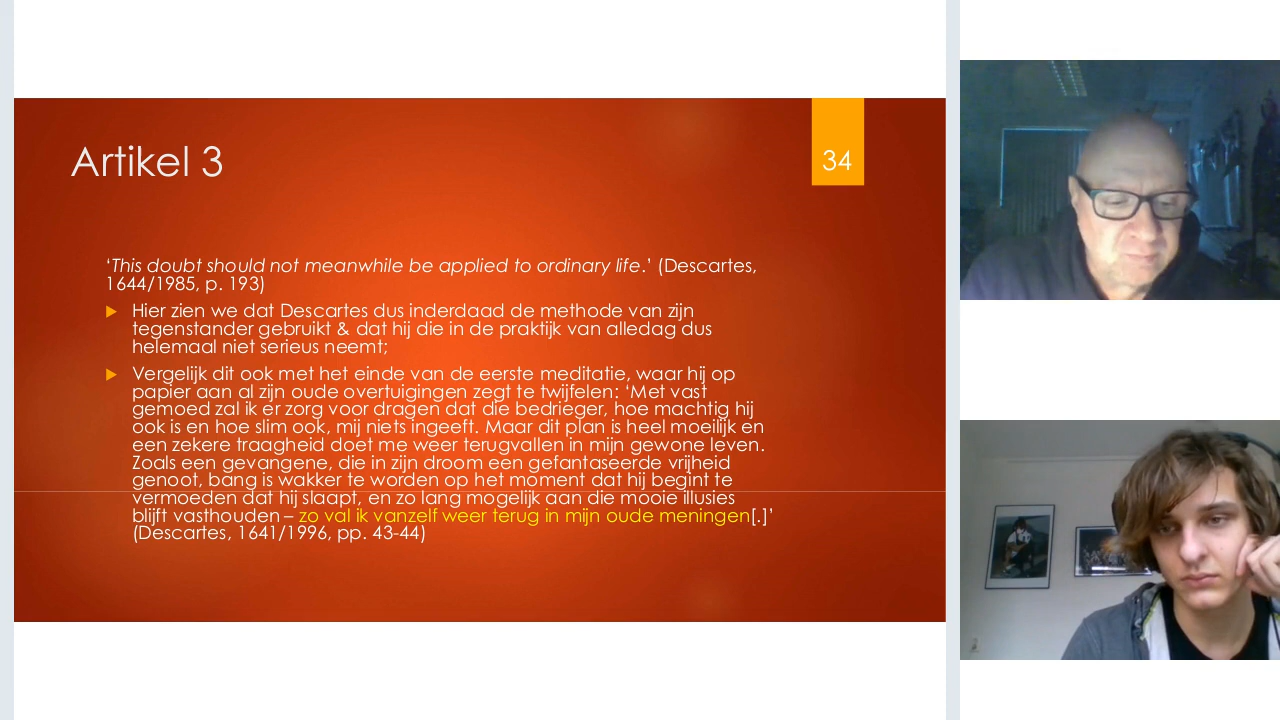 Artikel 3
34
‘This doubt should not meanwhile be applied to ordinary life.’ (Descartes,
1644/1985, p. 193)
Hier zien we dat Descartes dus inderdaad de methode van zijn
tegenstander gebruikt & dat hij die in de praktijk van alledag dus
helemaal niet serieus neemt;
Vergelijk dit ook met het einde van de eerste meditatie, waar hij op
papier aan al zijn oude overtuigingen zegt te twijfelen: ‘Met vast
gemoed zal ik er zorg voor dragen dat die bedrieger, hoe machtig hij
ook is en hoe slim ook, mij niets ingeeft. Maar dit plan is heel moeilijk en
een zekere traagheid doet me weer terugvallen in mijn gewone leven.
Zoals een gevangene, die in zijn droom een gefantaseerde vrijheid
genoot, bang is wakker te worden op het moment dat hij begint te
vermoeden dat hij slaapt, en zo lang mogelijk aan die mooie illusies
blijft vasthouden – zo val ik vanzelf weer terug in mijn oude meningen[.]’
(Descartes, 1641/1996, pp. 43-44)